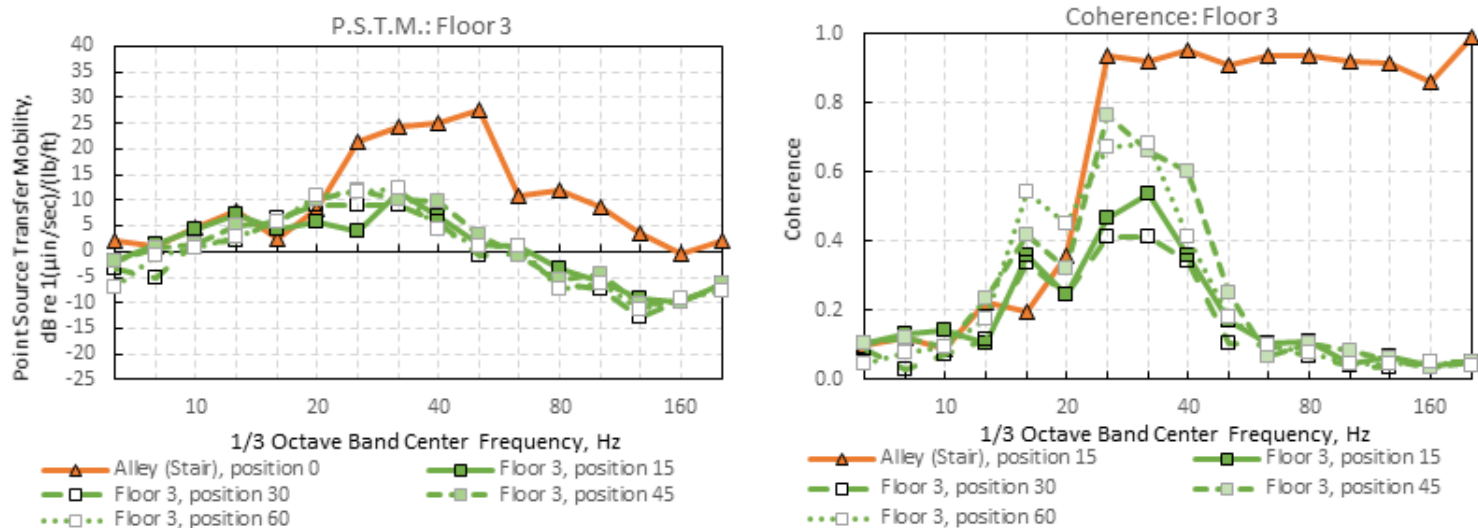 P.S.T.M.: Floor 3
Point Source Transfer Mobility,
dB re 1(µin/sec)/(lb/ft)
40
35
30
25
20
15
10
5
0
-5
-10
-15
-20
-25
10 20 40 80 160
1/3 Octave Band Center Frequency, Hz
Alley (Stair), position 0 Floor 3, position 15
Floor 3, position 30 Floor 3, position 45
Floor 3, position 60
Coherence: Floor 3
Coherence
1.0
0.8
0.6
0.4
0.2
0.0
10 20 40 80 160
1/3 Octave Band Center Frequency, Hz
Alley (Stair), position 15 Floor 3, position 15
Floor 3, position 30 Floor 3, position 45
Floor 3, position 60